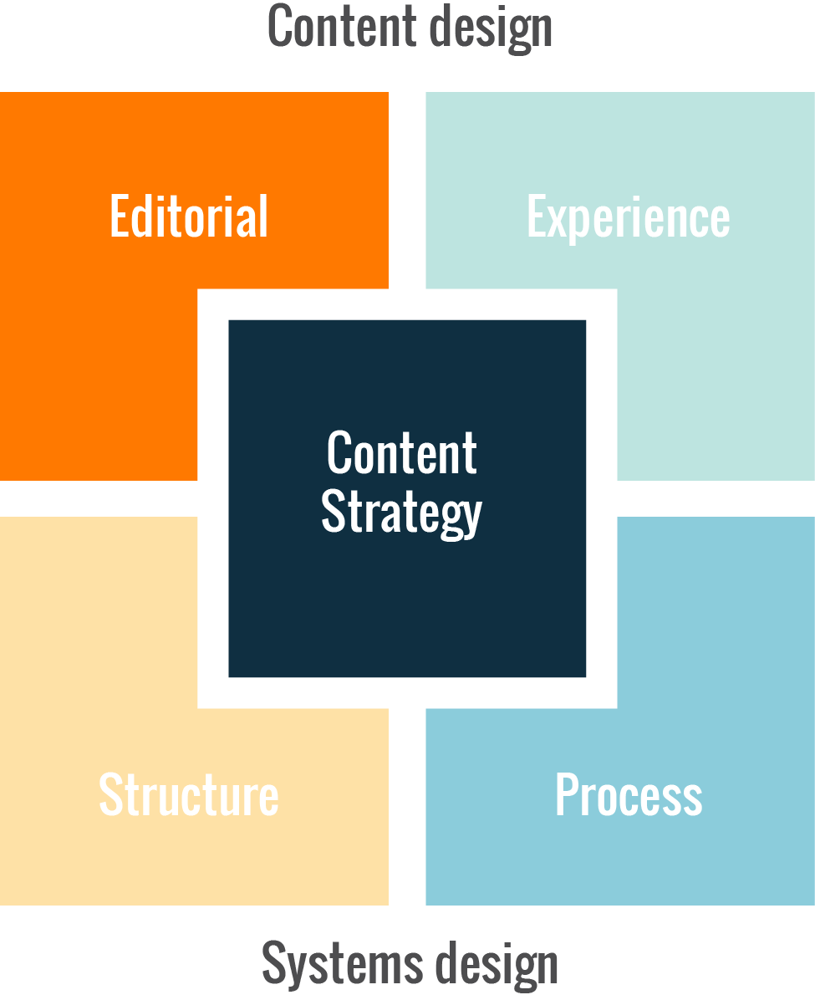 Content design
Editorial
Experience
Content
Strategy
Structure
Process
Systems design